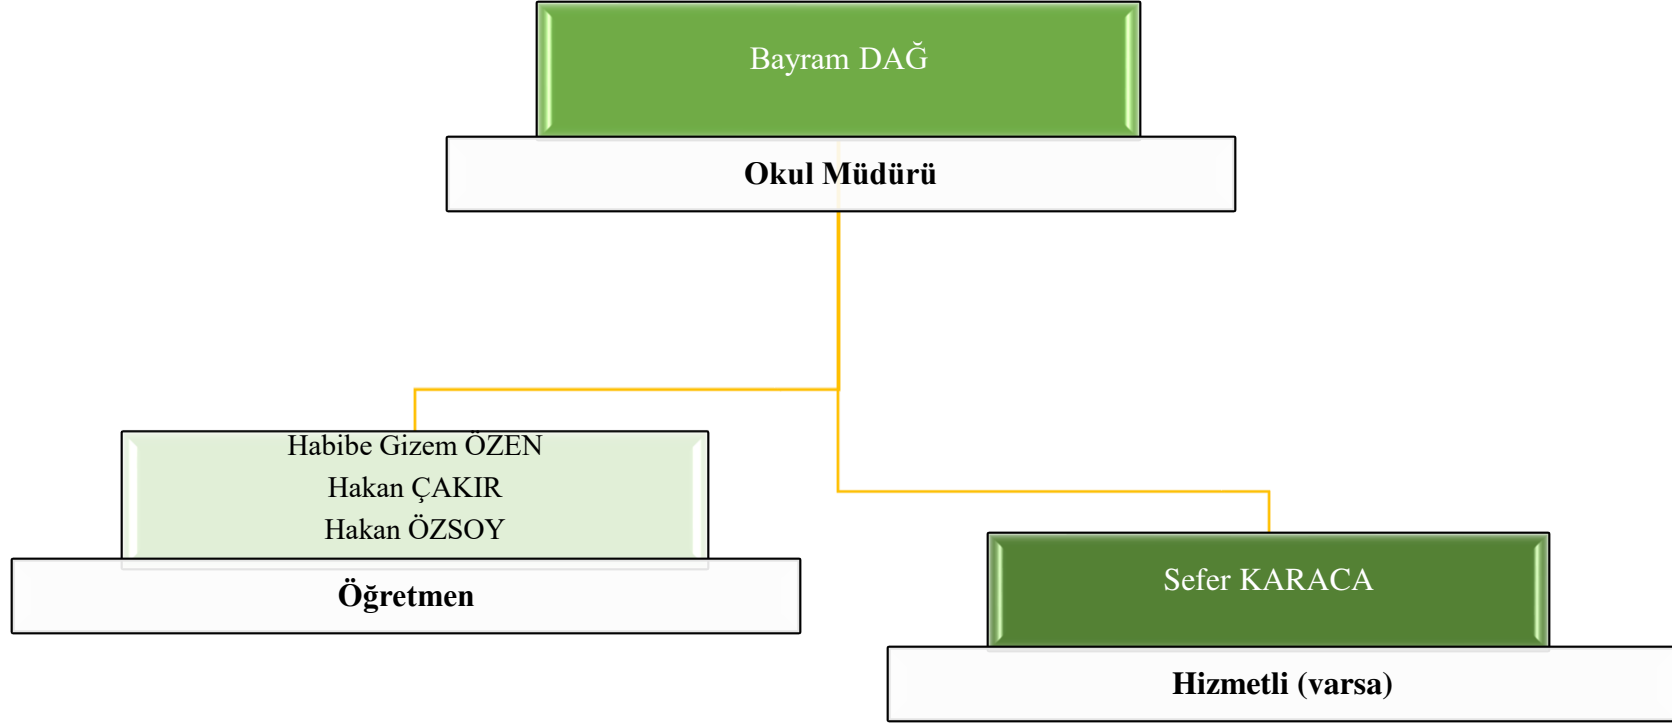 Bayram DAĞ
Okul Müdürü
Habibe Gizem ÖZEN
Hakan ÇAKIR
Hakan ÖZSOY
Öğretmen
Sefer KARACA
Hizmetli (varsa)